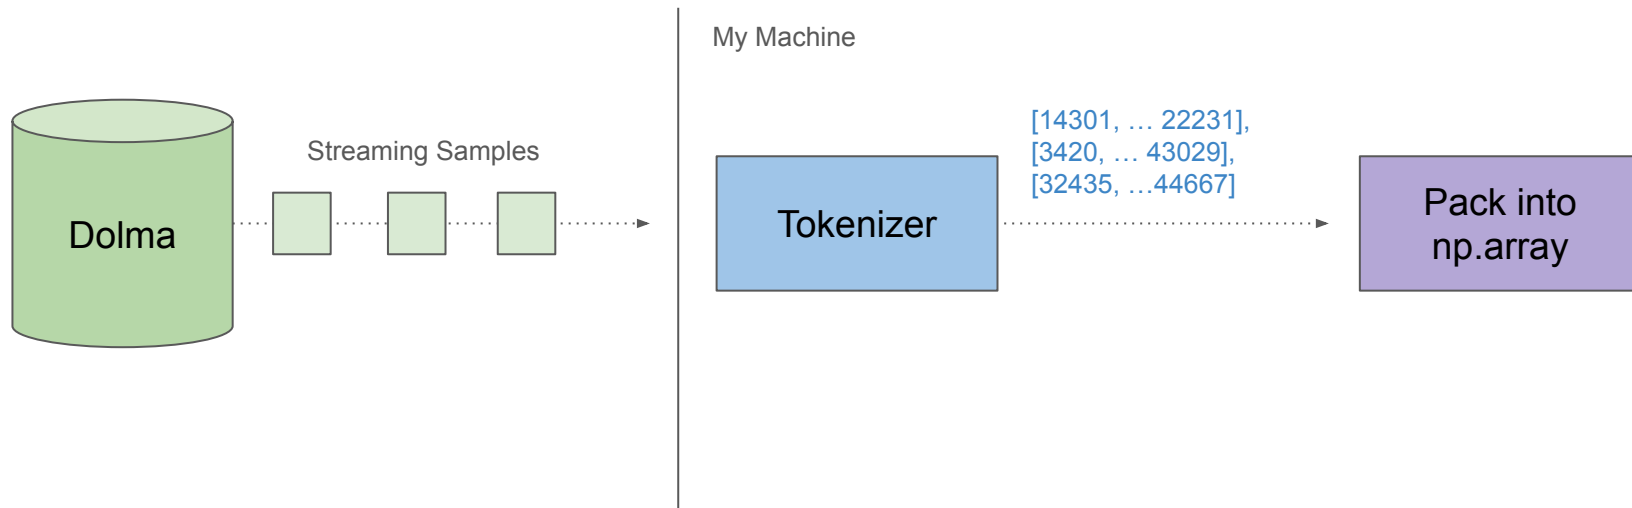 My Machine
Dolma
Streaming Samples
Tokenizer
[14301, … 22231],
[3420, … 43029],
[32435, …44667]
Pack into
np.array